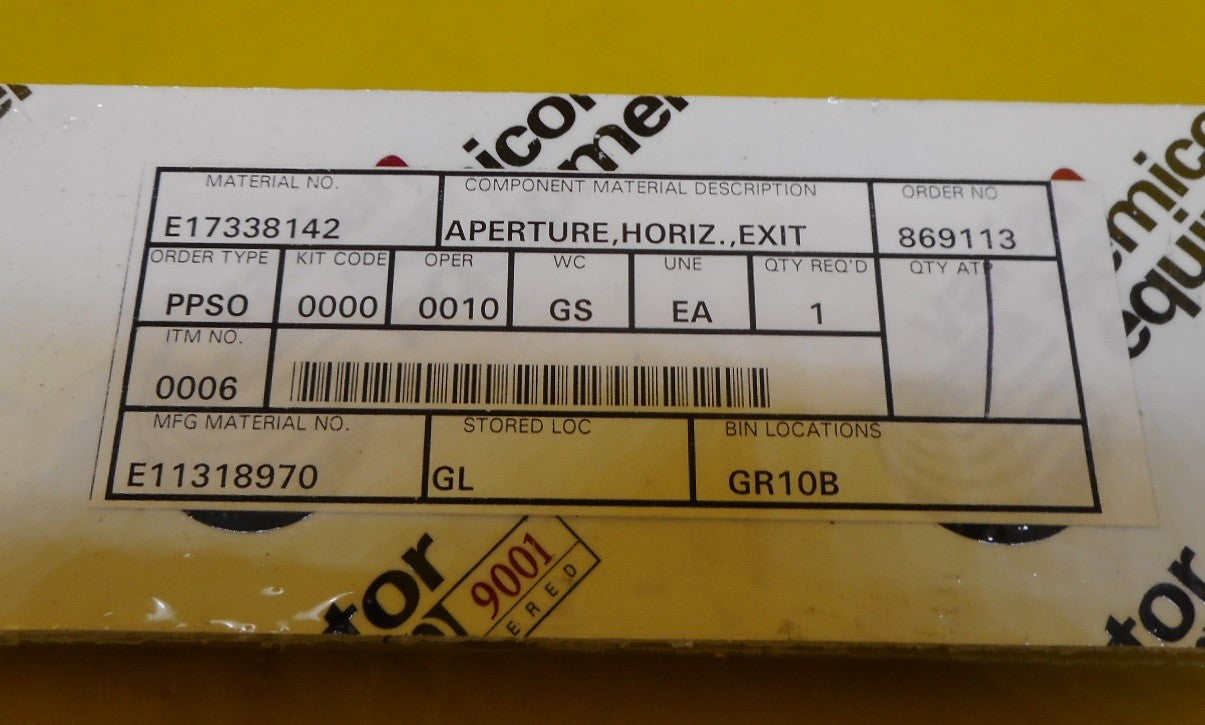 MATERIAL NO. COMPONENT MATERIAL DESCRIPTION ORDER NO.
E17338142 APERTURE,HORIZ.,EXIT 869113
ORDER TYPE KIT CODE OPER WC UNE QTY REQ'D QTY ATP
PPSO 0000 0010 GS EA 1
ITM NO.
0006
MFG MATERIAL NO. STORED LOC BIN LOCATIONS
E11318970 GL GR10B
9001